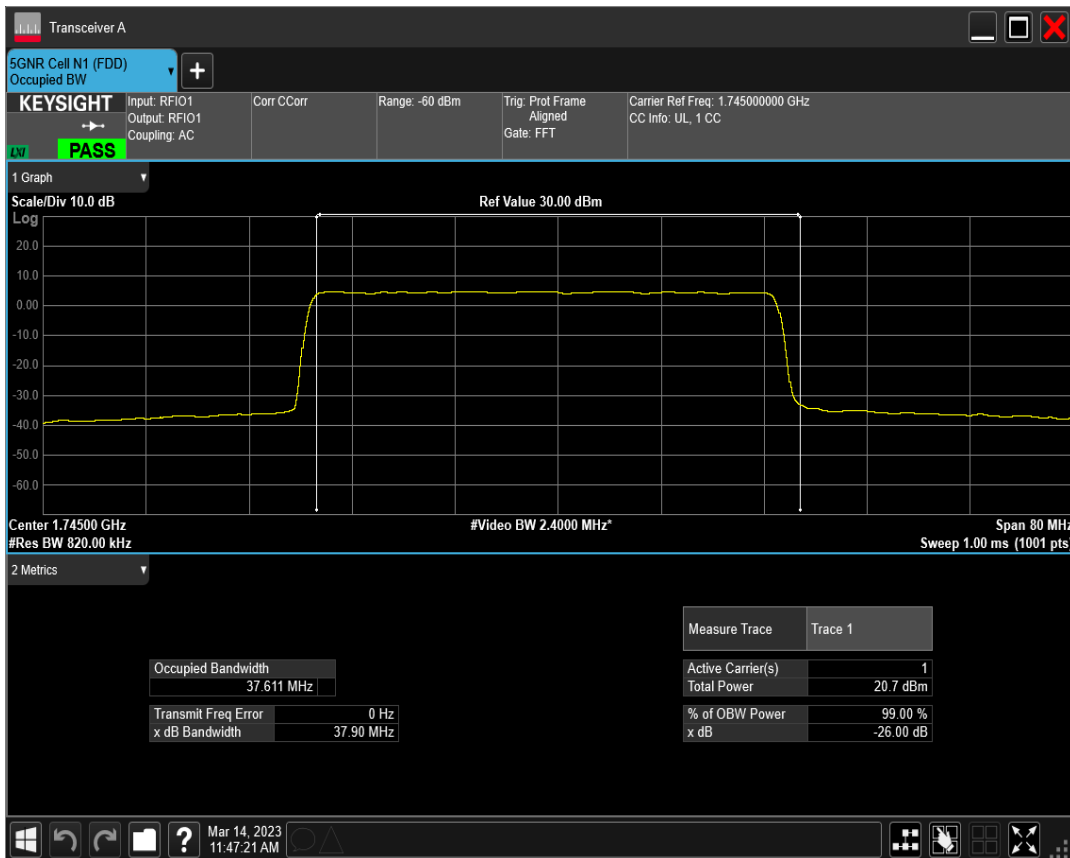 Transceiver A
5GNR Cell N1 (FDD)
Occupied BW
+
KEYSIGHT
LXI
PASS
Input: RFIO1
Output: RFIO1
Coupling: AC
Corr CCorr
Range: -60 dBm
Trig: Prot Frame
Aligned
Gate: FFT
Carrier Ref Freq: 1.745000000 GHz
CC Info: UL, 1 CC
1 Graph
Scale/Div 10.0 dB
Ref Value 30.00 dBm
Log
20.0
10.0
0.00
-10.0
-20.0
-30.0
-40.0
-50.0
-60.0
Center 1.74500 GHz
#Video BW 2.4000 MHz*
Span 80 MHz
#Res BW 820.00 kHz
Sweep 1.00 ms (1001 pts)
2 Metrics
Measure Trace
Trace 1
Occupied Bandwidth
37.611 MHz
Active Carrier(s) 1
Total Power 20.7 dBm
Transmit Freq Error 0 Hz
x dB Bandwidth 37.90 MHz
% of OBW Power 99.00 %
x dB -26.00 dB
?
Mar 14, 2023
11:47:21 AM